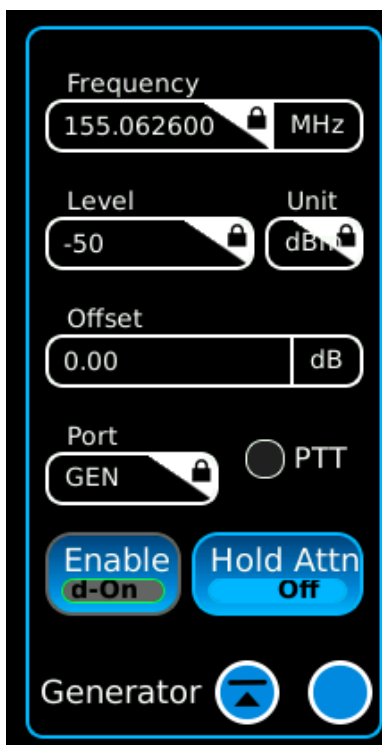 Frequency
155.062600 MHz
Level Unit
-50 dBm
Offset
0.00 dB
Port
GEN PTT
Enable Hold Attn
d-On Off
Generator